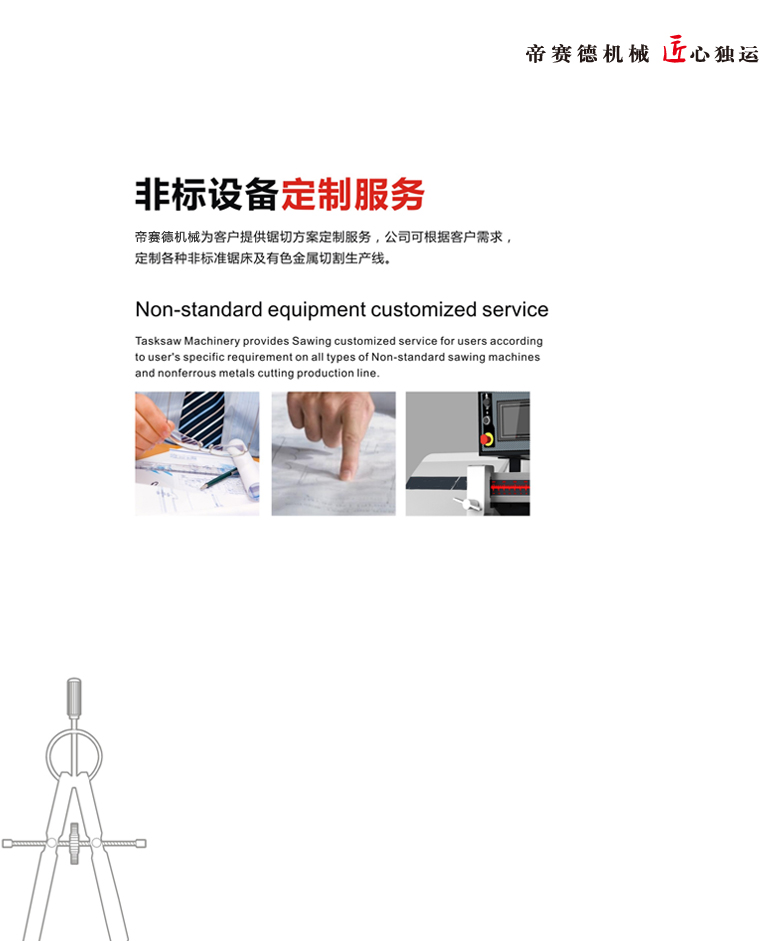 帝赛德机械 匠心独运
非标设备定制服务
帝赛德机械为客户提供锯切方案定制服务，公司可根据客户需求，
定制各种非标准锯床及有色金属切割生产线。
Non-standard equipment customized service
Tasksaw Machinery provides Sawing customized service for users according
to user's specific requirement on all types of Non-standard sawing machines
and nonferrous metals cutting production line.